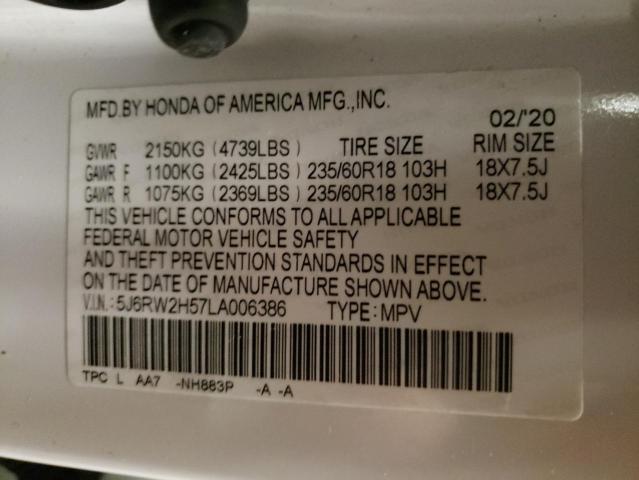 MFD.BY HONDA OF AMERICA MFG.,INC.
02/'20
GVWR 2150KG (4739LBS) TIRE SIZE RIM SIZE
GAWR F 1100KG (2425LBS) 235/60R18 103H 18X7.5J
GAWR R 1075KG (2369LBS) 235/60R18 103H 18X7.5J
THIS VEHICLE CONFORMS TO ALL APPLICABLE
FEDERAL MOTOR VEHICLE SAFETY
AND THEFT PREVENTION STANDARDS IN EFFECT
ON THE DATE OF MANUFACTURE SHOWN ABOVE.
V.I.N.: 5J6RW2H57LA006386 TYPE: MPV
TPC L AA7 -NH883P -A -A